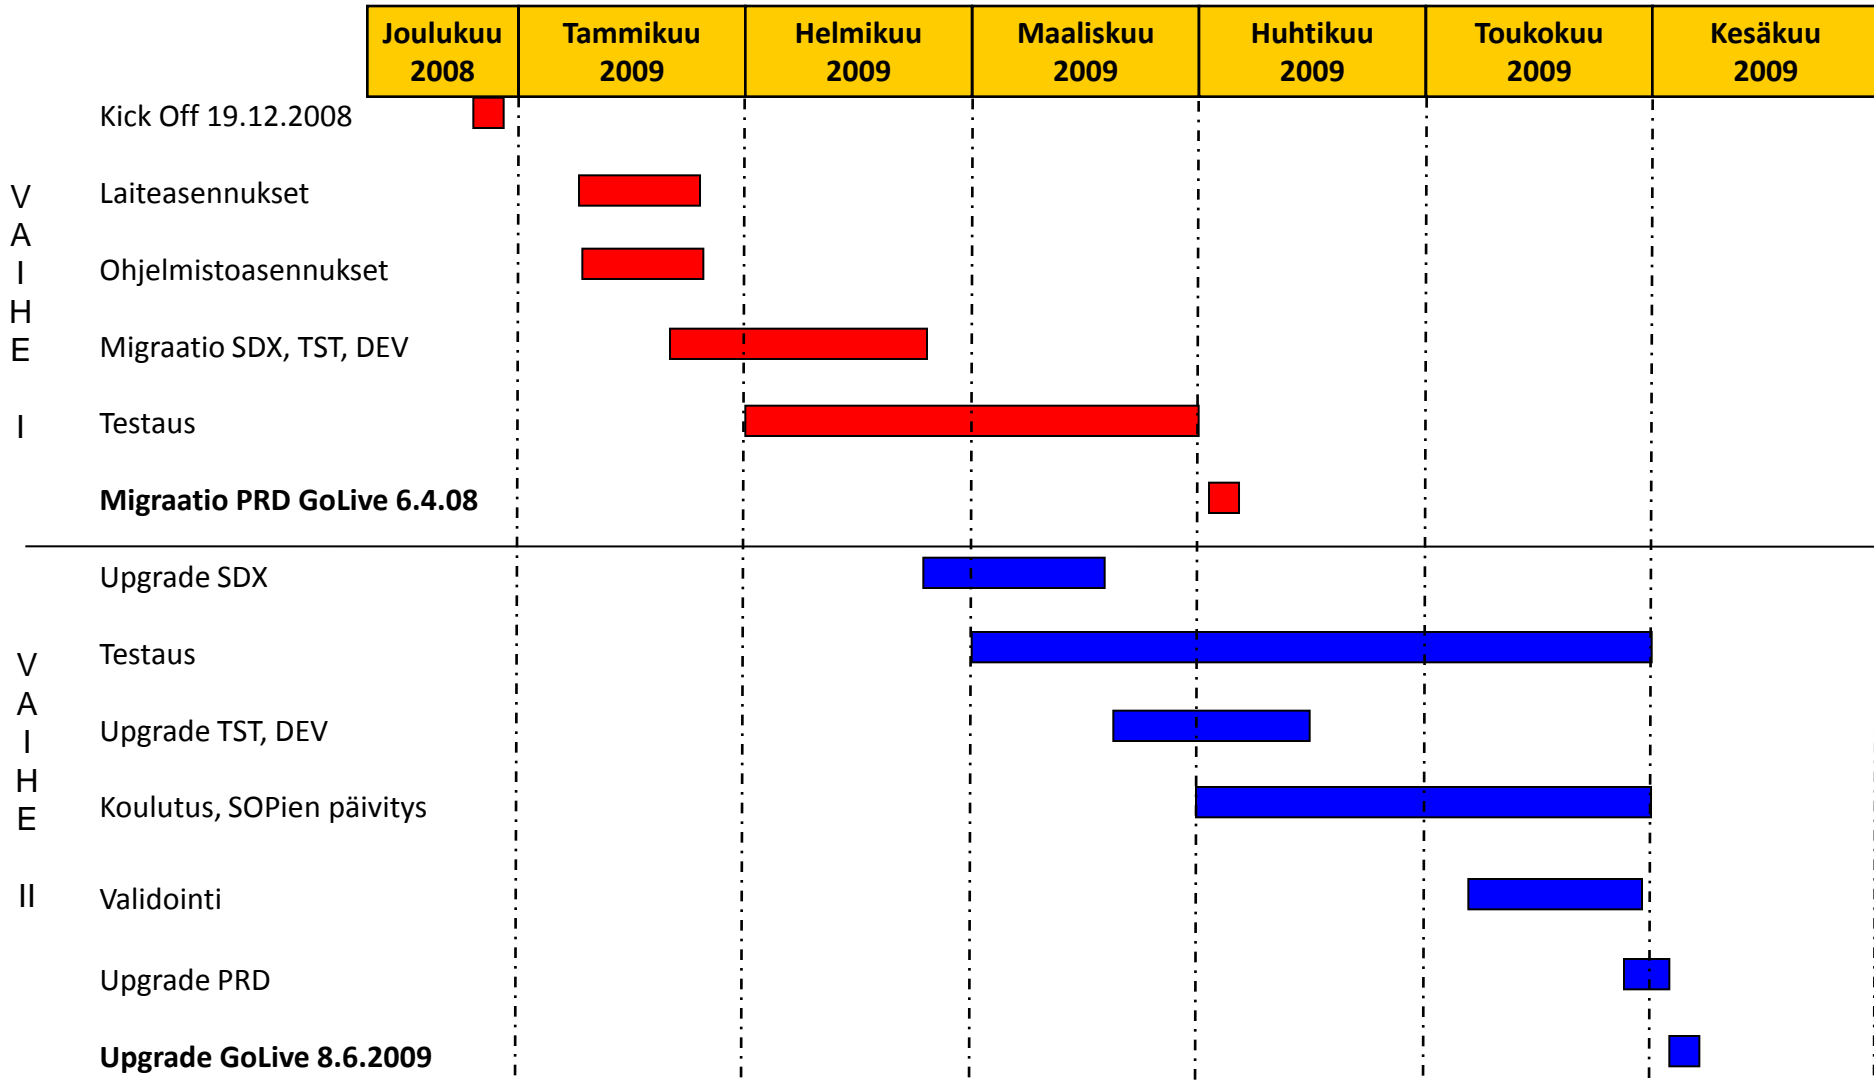 Joulukuu
2008
Tammikuu
2009
Helmikuu
2009
Maaliskuu
2009
Huhtikuu
2009
Toukokuu
2009
Kesäkuu
2009
VAIHE I
Kick Off 19.12.2008
Laiteasennukset
Ohjelmistoasennukset
Migraatio SDX, TST, DEV
Testaus
Migraatio PRD GoLive 6.4.08
VAIHE II
Upgrade SDX
Testaus
Upgrade TST, DEV
Koulutus, SOPien päivitys
Validointi
Upgrade PRD
Upgrade GoLive 8.6.2009